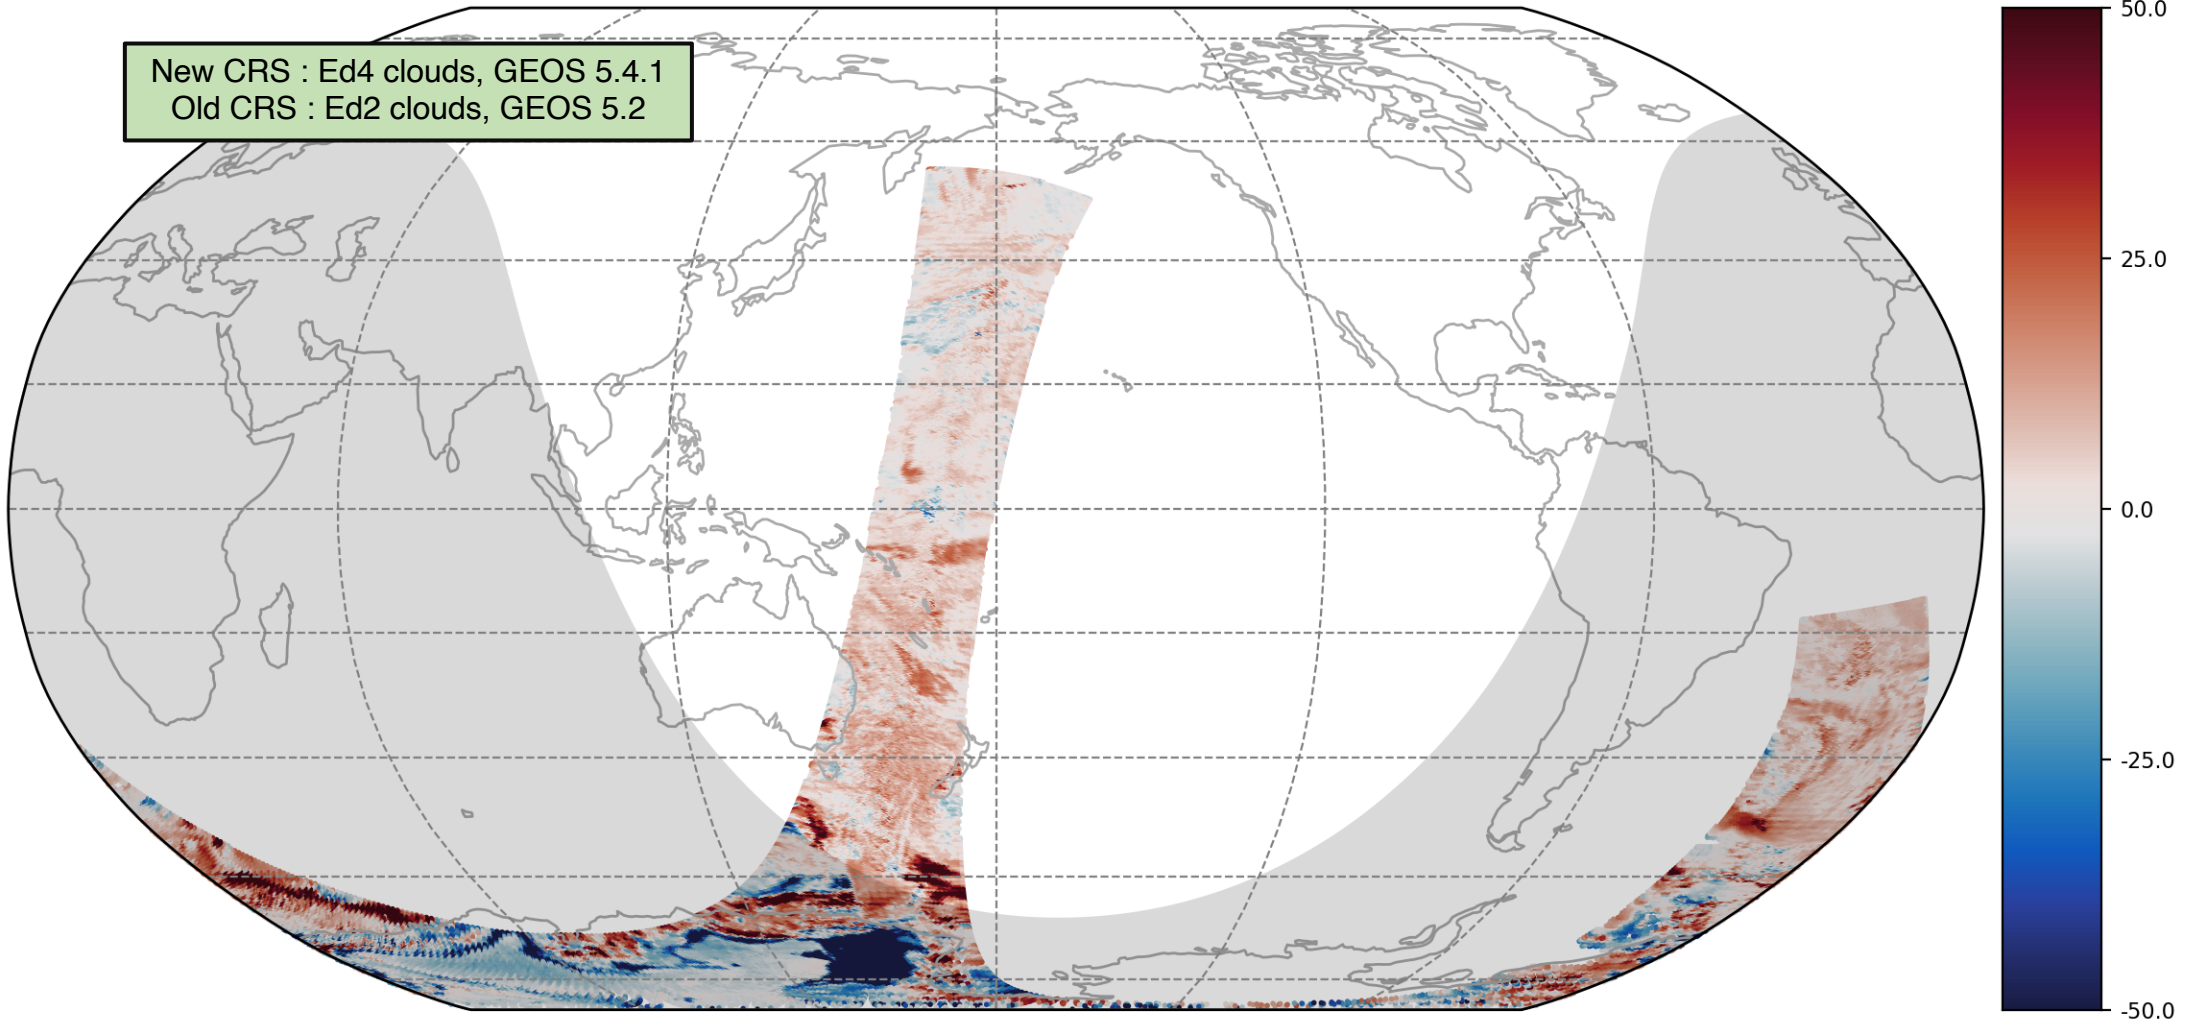 New CRS : Ed4 clouds, GEOS 5.4.1
Old CRS : Ed2 clouds, GEOS 5.2
50.0
25.0
0.0
-25.0
-50.0